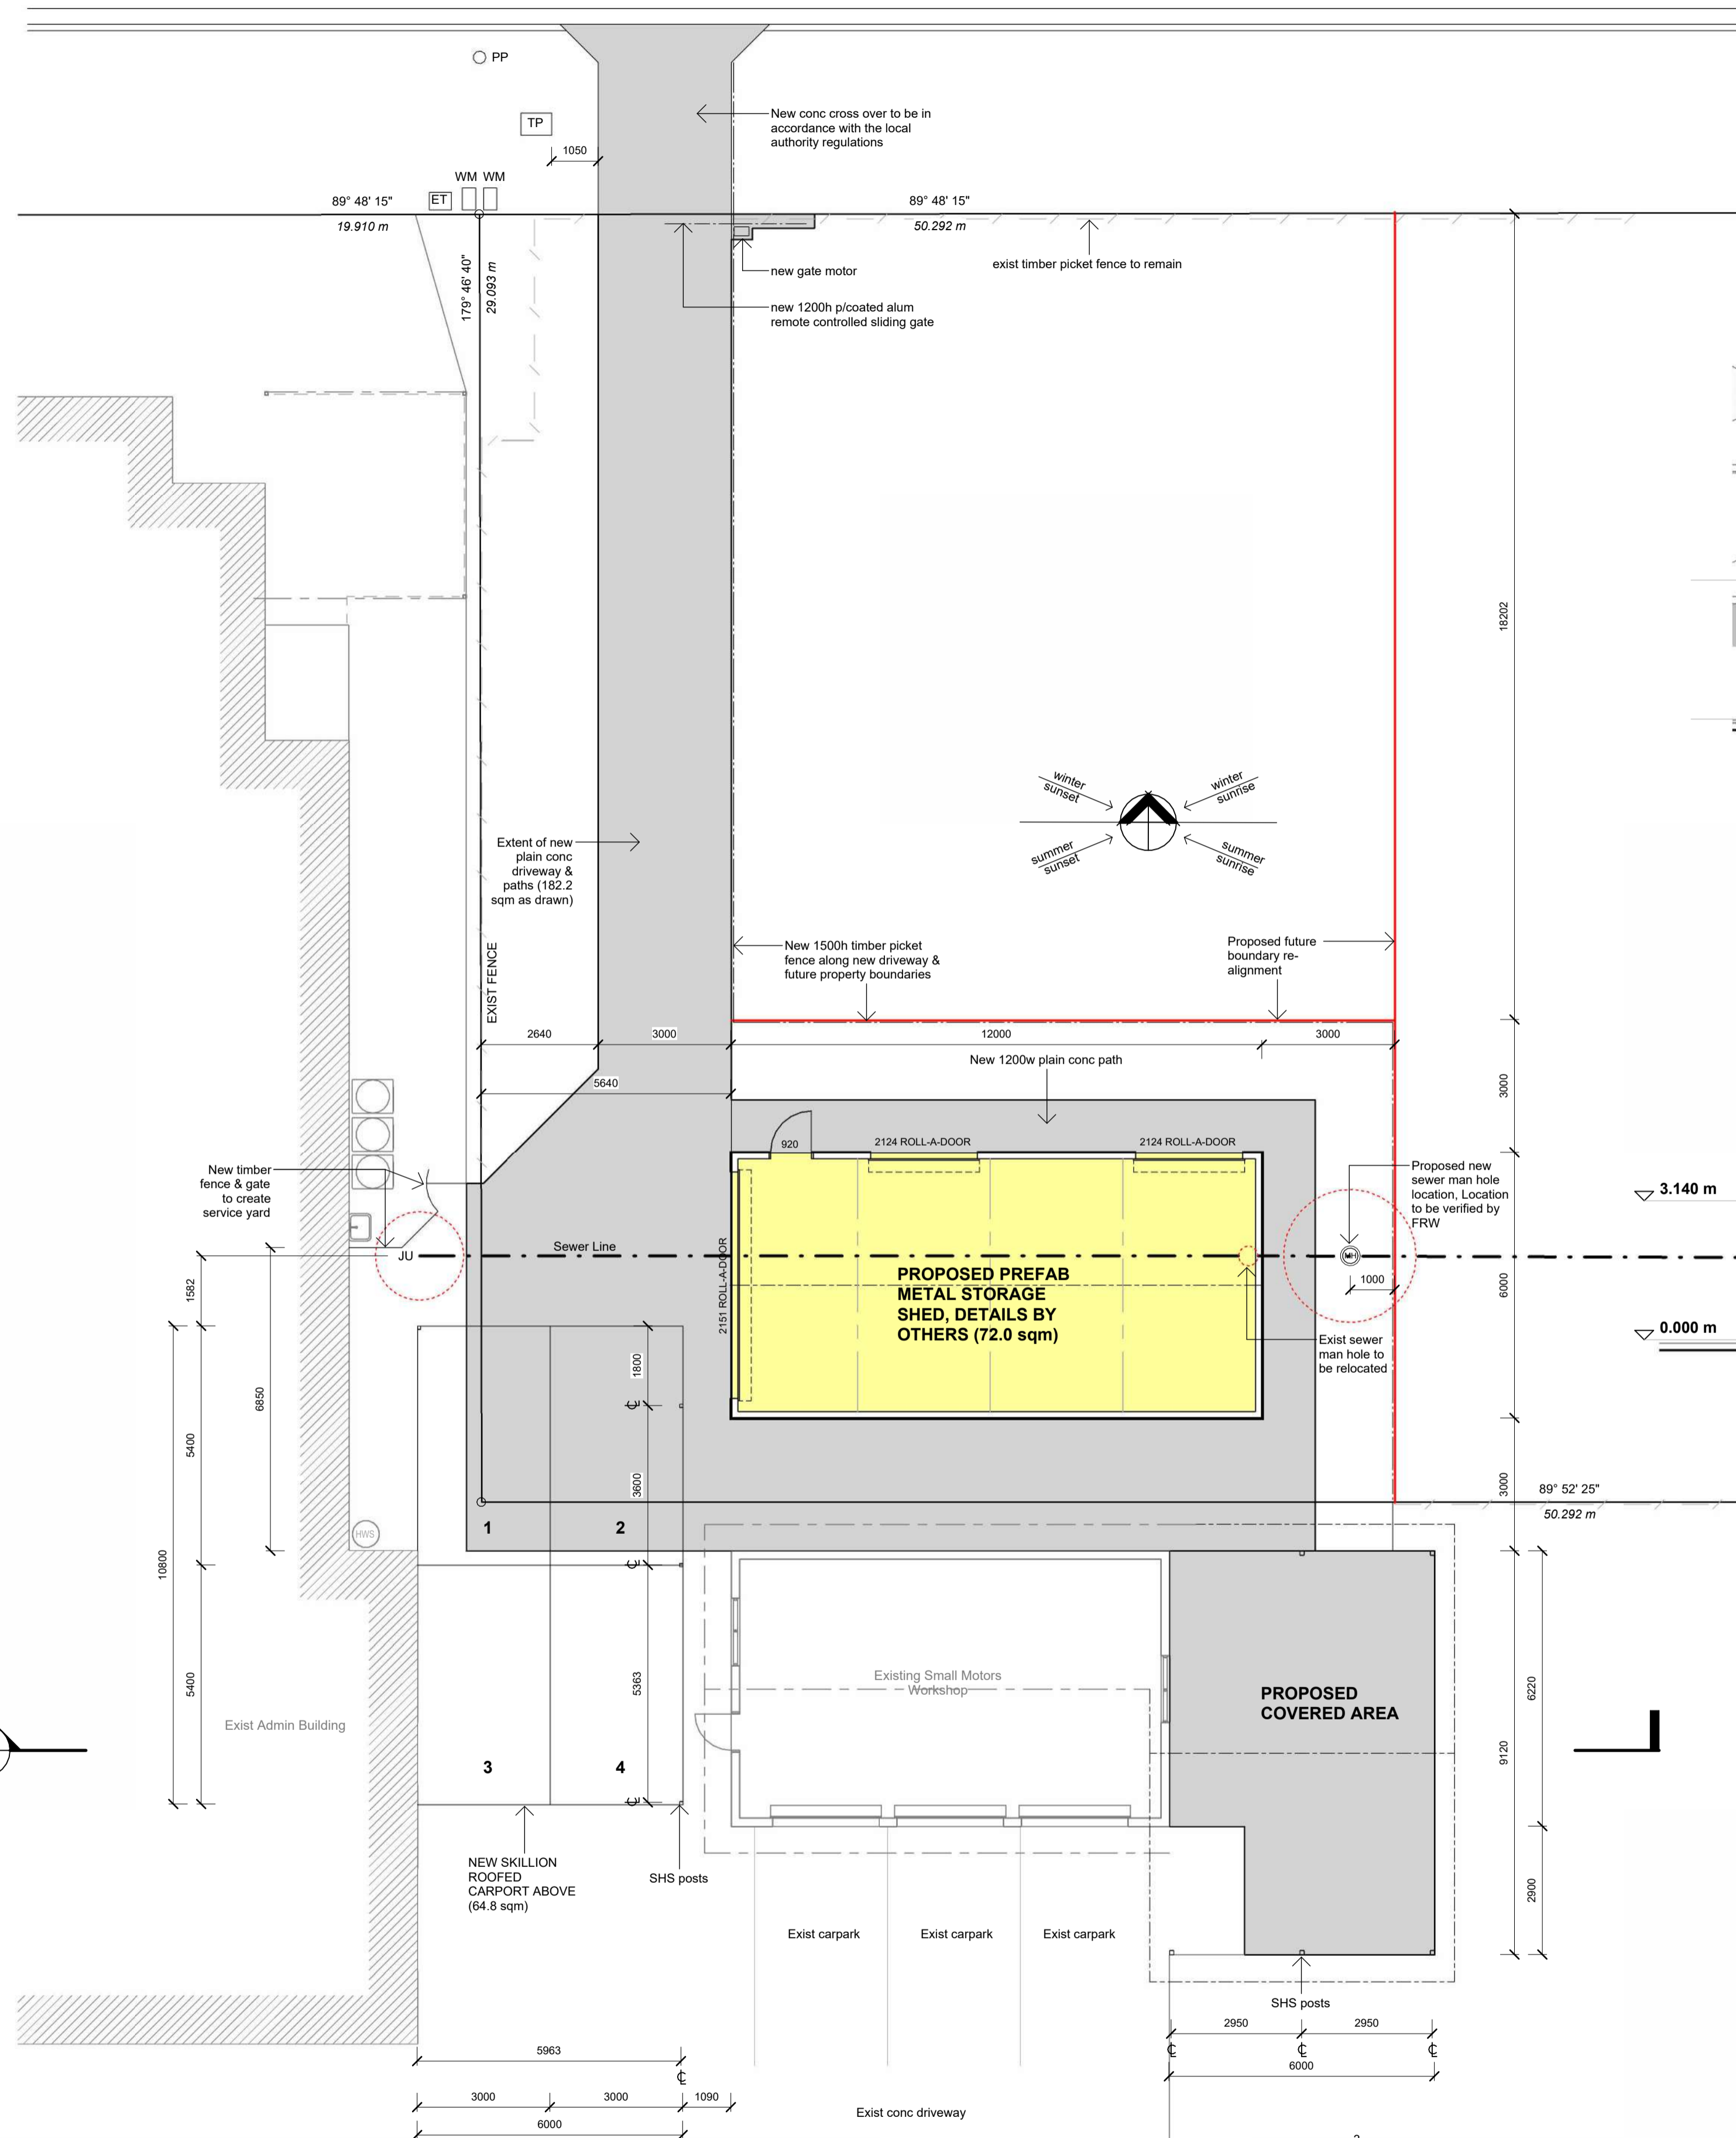 PP
New conc cross over to be in
accordance with the local
authority regulations
TP
1050
WM WM
ET
89° 48' 15"
19.910 m
89° 48' 15"
50.292 m
179° 46' 40"
29.093 m
new gate motor
exist timber picket fence to remain
new 1200h p/coated alum
remote controlled sliding gate
18202
winter
sunset
winter
sunrise
summer
sunset
summer
sunrise
Extent of new
plain conc
driveway &
paths (182.2
sqm as drawn)
EXIST FENCE
New 1500h timber picket
fence along new driveway &
future property boundaries
Proposed future
boundary re-
alignment
2640
3000
12000
3000
New 1200w plain conc path
5640
3000
920
2124 ROLL-A-DOOR
2124 ROLL-A-DOOR
New timber
fence & gate
to create
service yard
Proposed new
sewer man hole
location, Location
to be verified by
FRW
3.140 m
JU
Sewer Line
2151 ROLL-A-DOOR
MH
1000
PROPOSED PREFAB
METAL STORAGE
SHED, DETAILS BY
OTHERS (72.0 sqm)
6000
1582
0.000 m
Exist sewer
man hole to
be relocated
1800
6850
5400
3600
3000
89° 52' 25"
50.292 m
HWS
1
2
10800
5400
5363
Existing Small Motors
Workshop
PROPOSED
COVERED AREA
6220
9120
Exist Admin Building
3
4
NEW SKILLION
ROOFED
CARPORT ABOVE
(64.8 sqm)
SHS posts
2900
Exist carpark
Exist carpark
Exist carpark
SHS posts
2950
2950
6000
5963
3000
3000
1090
6000
Exist conc driveway